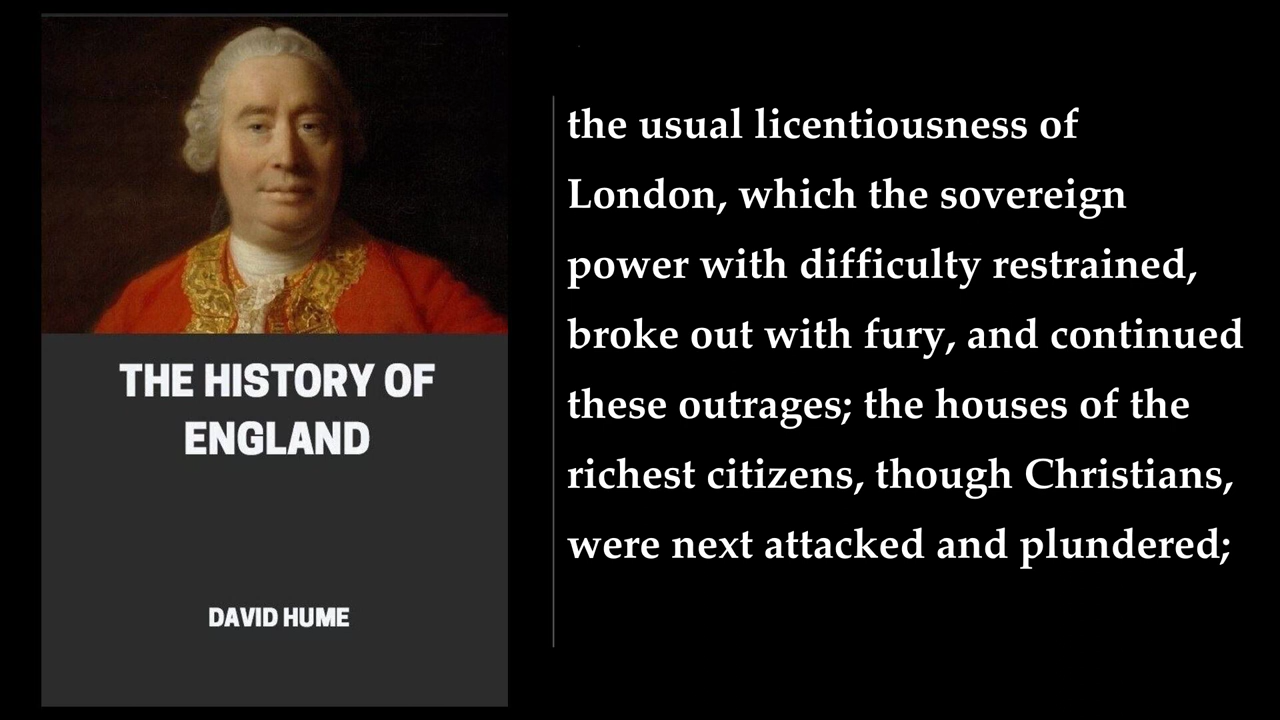 THE HISTORY OF
ENGLAND
DAVID HUME
the usual licentiousness of
London, which the sovereign
power with difficulty restrained,
broke out with fury, and continued
these outrages; the houses of the
richest citizens, though Christians,
were next attacked and plundered;